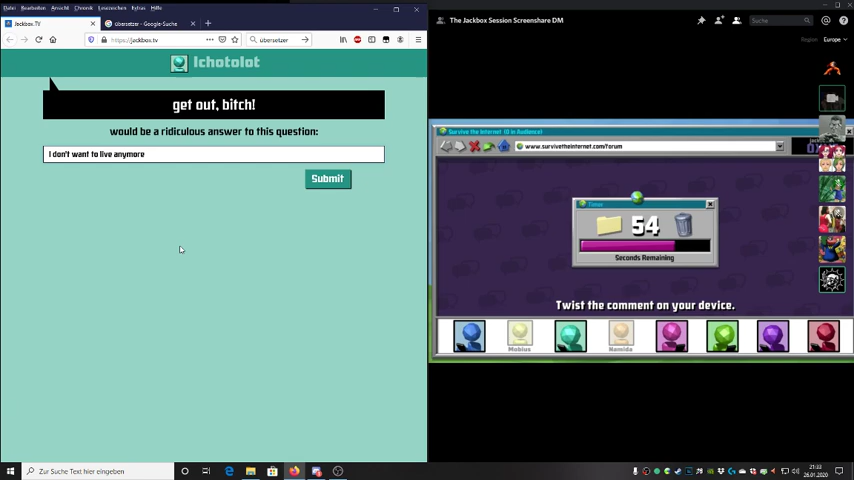 Datei Bearbeiten Ansicht Chronik Lesezeichen Extras Hilfe
Jackbox.TV
übersetzer - Google-Suche
https://jackbox.tv
übersetzer
Ichotolot
get out, bitch!
would be a ridiculous answer to this question:
I don't want to live anymore
Submit
Zur Suche Text hier eingeben
The Jackbox Session Screenshare DM
Suche
Region
Europe
Survive the Internet (0 in Audience)
www.survivetheinternet.com/forum
Timer
54
Seconds Remaining
Twist the comment on your device.
Mobius
21:33
26.01.2020